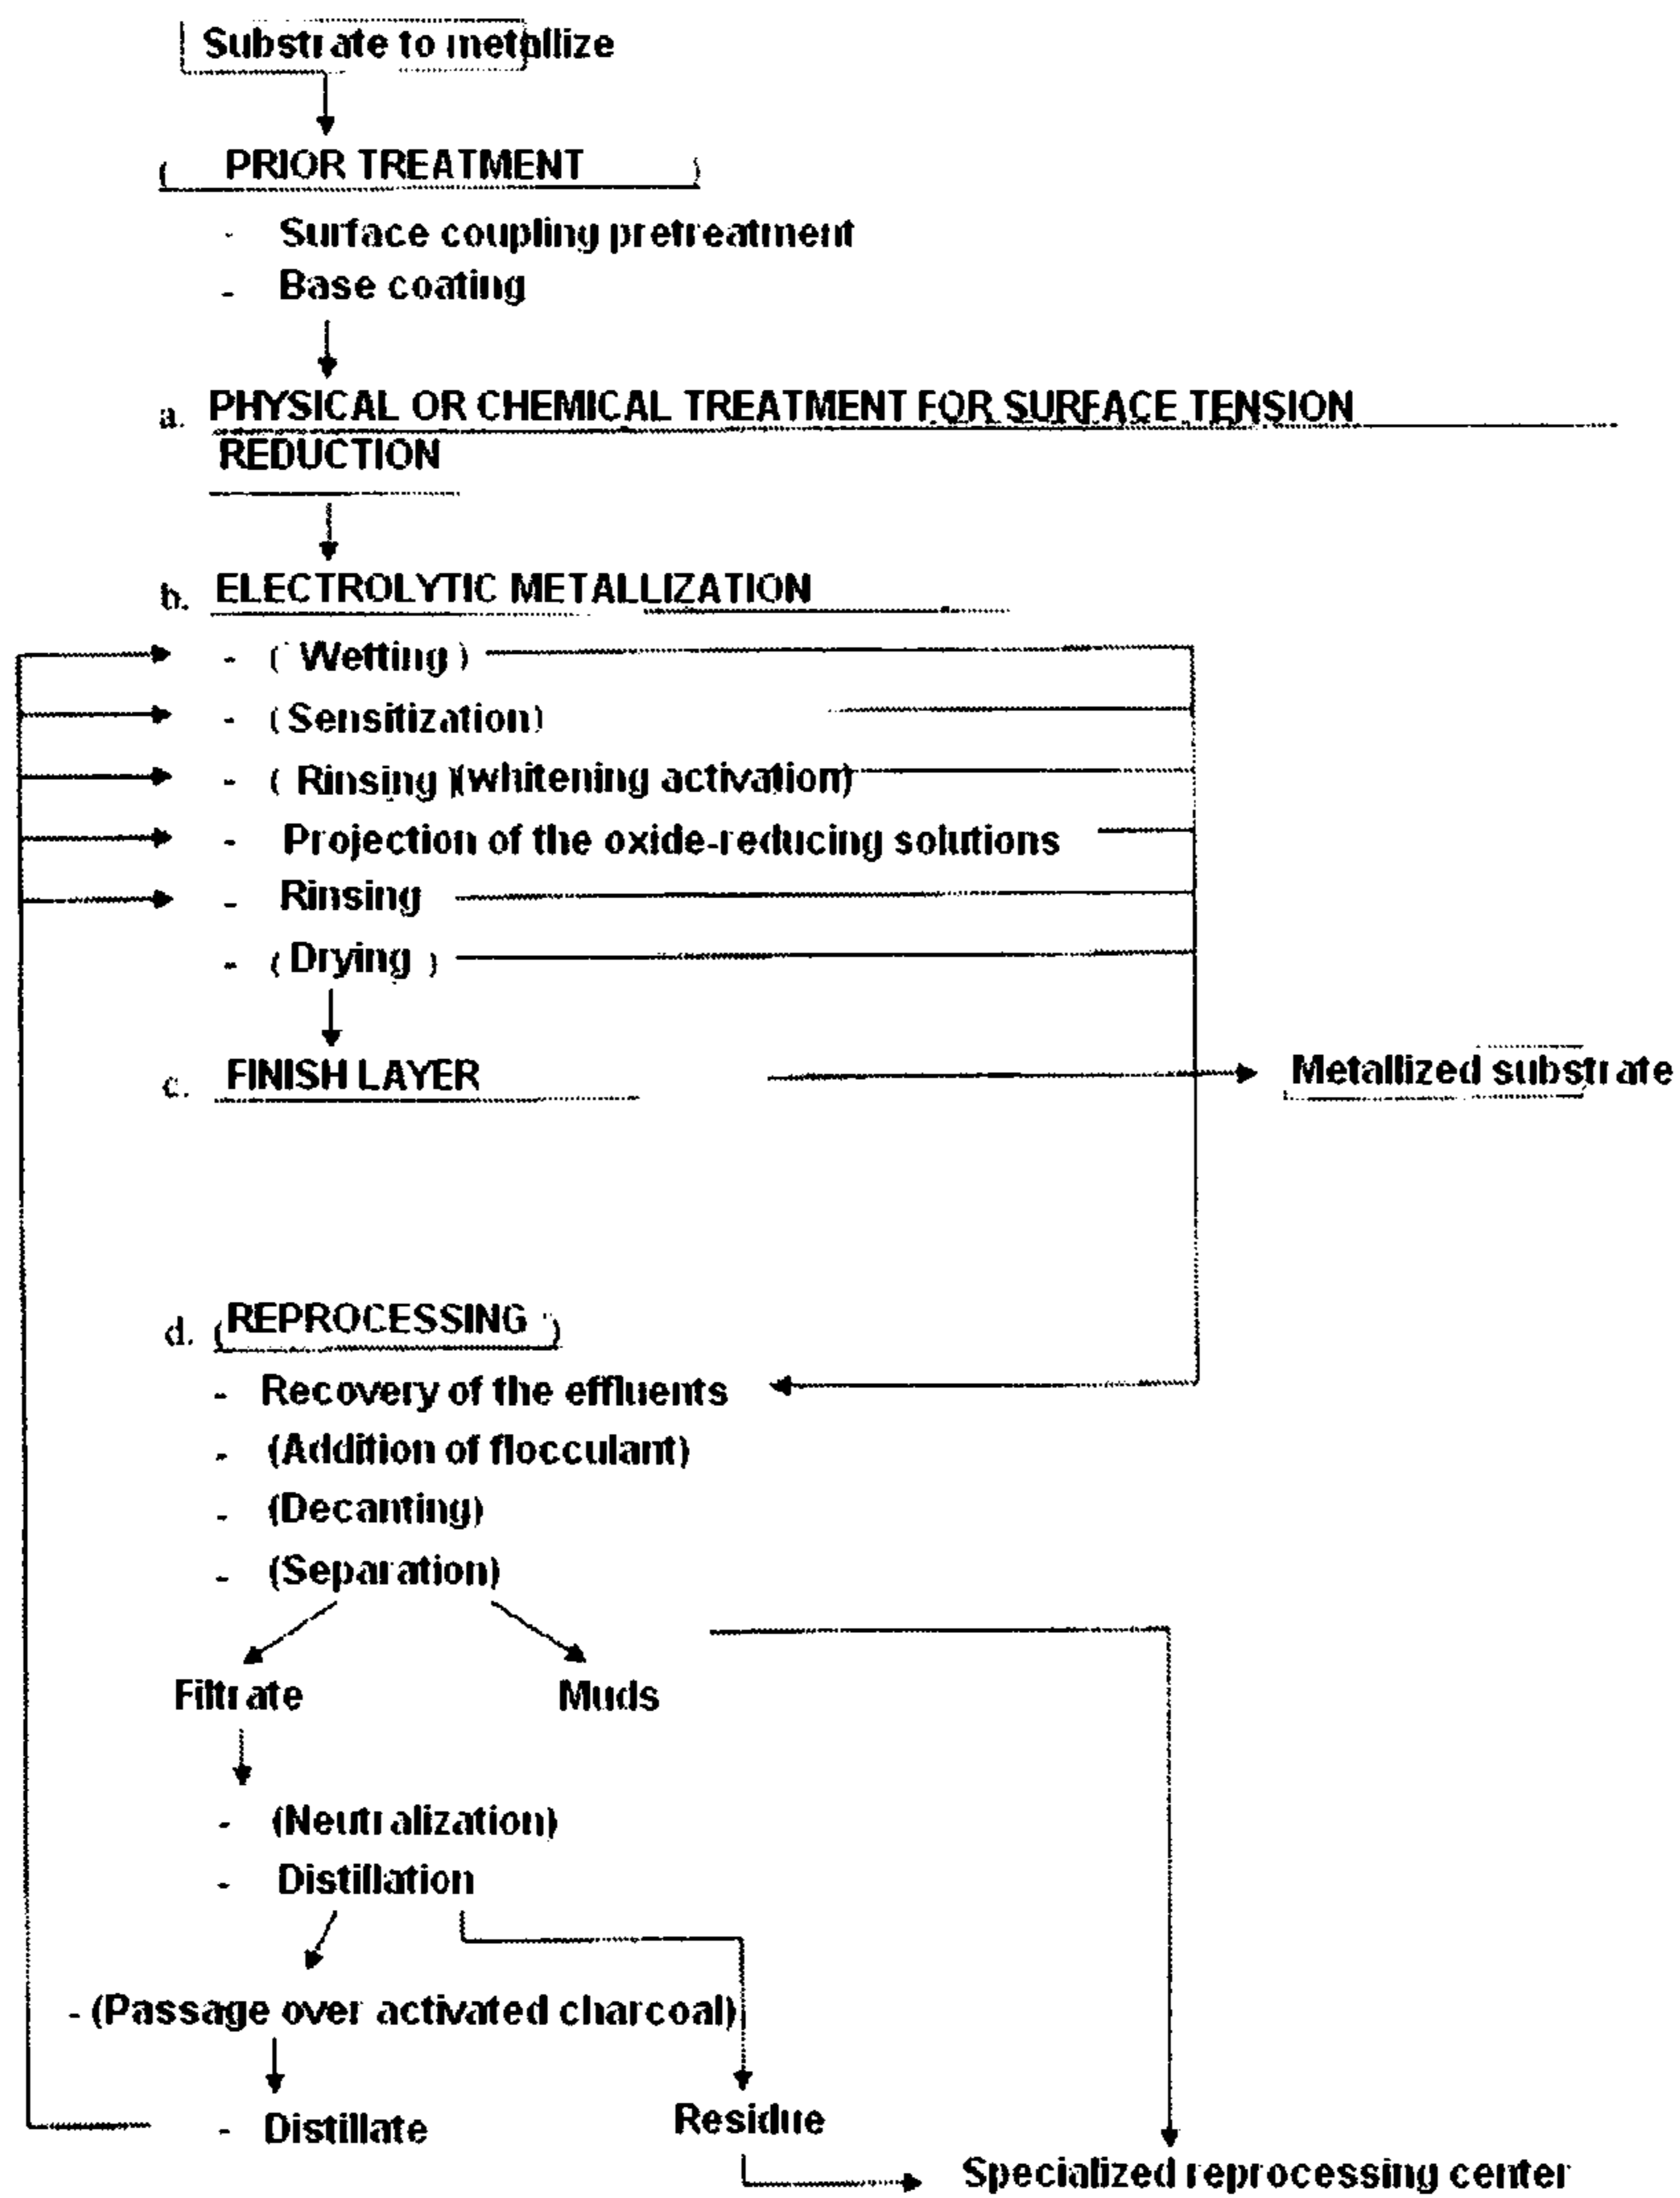 Substrate to metallize
( PRIOR TREATMENT )
- Surface coupling pretreatment
- Base coating
a. PHYSICAL OR CHEMICAL TREATMENT FOR SURFACE TENSION
REDUCTION
b. ELECTROLYTIC METALLIZATION
- ( Wetting )
- ( Sensitization)
- ( Rinsing )(whitening activation)
- Projection of the oxide-reducing solutions
- Rinsing
- ( Drying )
c. FINISH LAYER
Metallized substrate
d. (REPROCESSING )
- Recovery of the effluents
- (Addition of flocculant)
- (Decanting)
- (Separation)
Filtrate Muds
- (Neutralization)
- Distillation
- (Passage over activated charcoal)
- Distillate
Residue
Specialized reprocessing center